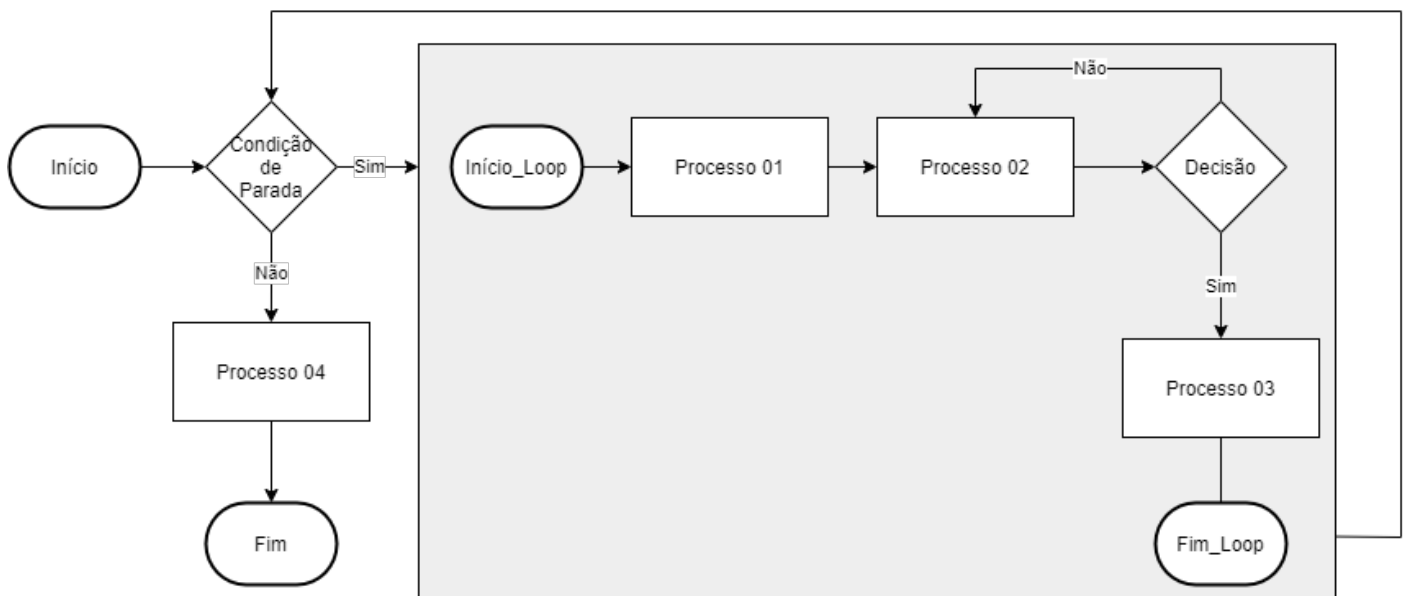 Não
Início
Condição
de
Parada
Sim
Início_Loop
Processo 01
Processo 02
Decisão
Não
Sim
Processo 04
Processo 03
Fim
Fim_Loop